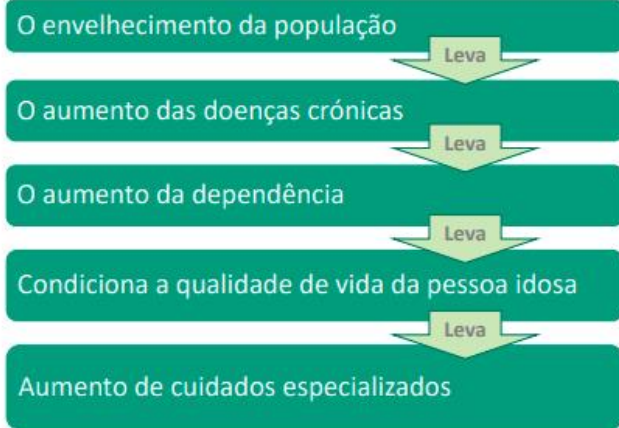 O envelhecimento da população
Leva
O aumento das doenças crónicas
Leva
O aumento da dependência
Leva
Condiciona a qualidade de vida da pessoa idosa
Leva
Aumento de cuidados especializados